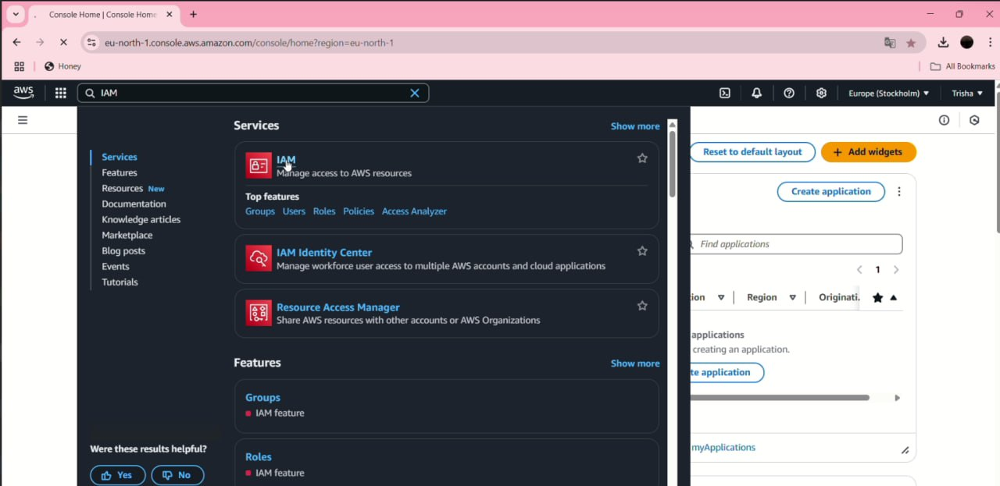 Console Home | Console Home
eu-north-1.console.aws.amazon.com/console/home?region=eu-north-1
Honey
All Bookmarks
aws
IAM
Europe (Stockholm)
Trisha
Services
Show more
Services
Features
Resources New
Documentation
Knowledge articles
Marketplace
Blog posts
Events
Tutorials
IAM
Manage access to AWS resources
Top features
Groups Users Roles Policies Access Analyzer
IAM Identity Center
Manage workforce user access to multiple AWS accounts and cloud applications
Resource Access Manager
Share AWS resources with other accounts or AWS Organizations
Features
Show more
Groups
IAM feature
Roles
IAM feature
Were these results helpful?
Yes
No
Reset to default layout
+ Add widgets
Create application
Find applications
1
tion
Region
Originati.
applications
creating an application.
te application
myApplications